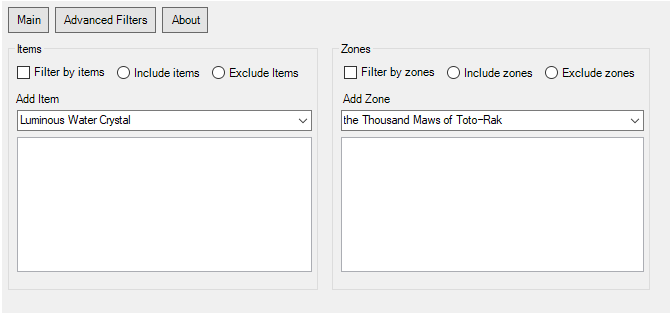 Main Advanced Filters About
Items Zones
Filter by items Include items Exclude Items Filter by zones Include zones Exclude zones
Add Item Add Zone
Luminous Water Crystal the Thousand Maws of Toto-Rak